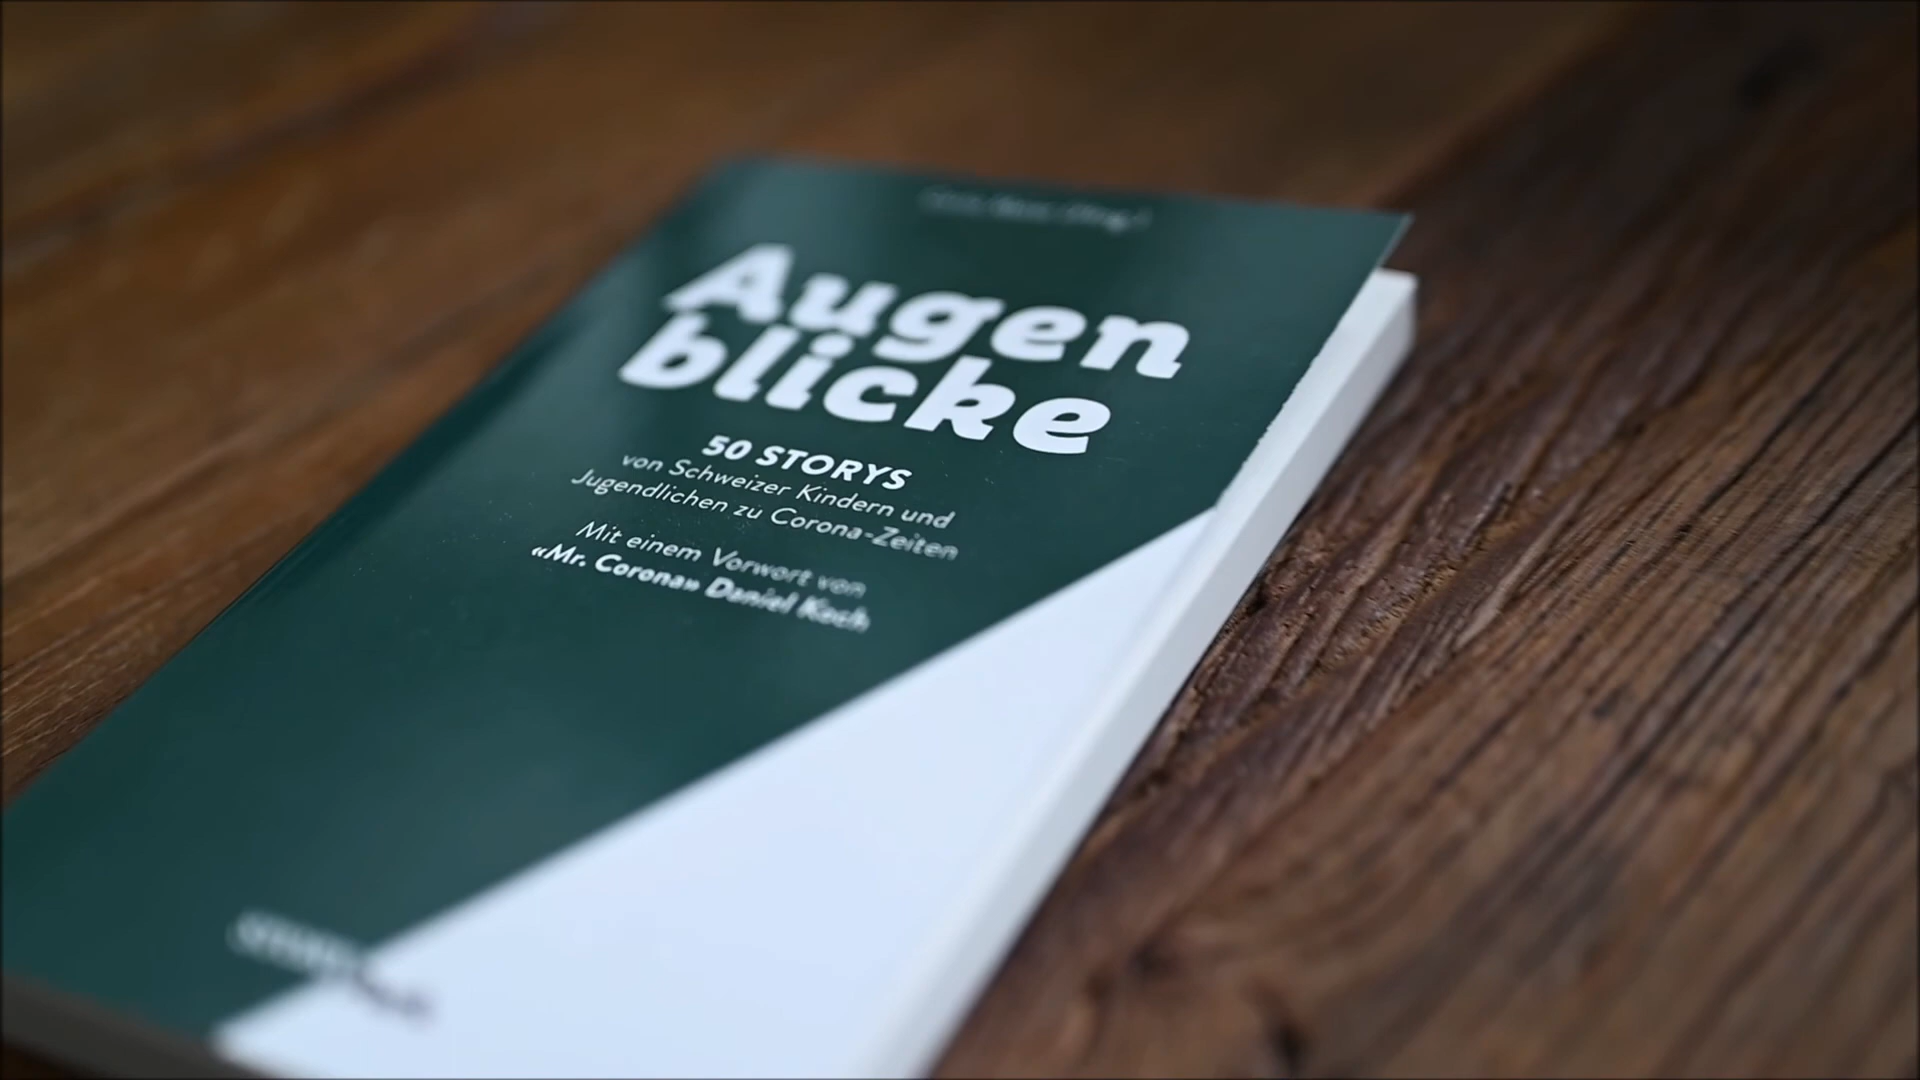 Augen
blicke
50 STORYS
von Schweizer Kindern und
Jugendlichen zu Corona-Zeiten
Mit einem Vorwort von
«Mr. Corona» Daniel Koch